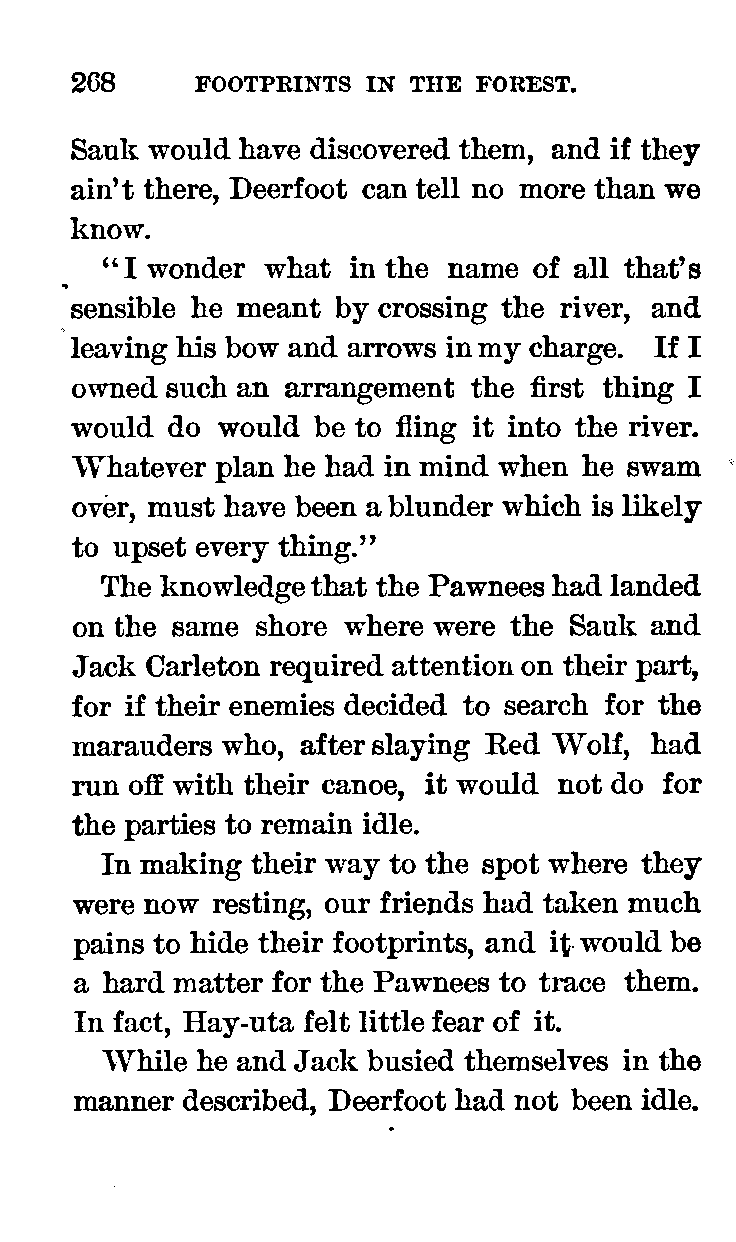 268 FOOTPRINTS IN THE FOREST.
Sauk would have discovered them, and if they
ain't there, Deerfoot can tell no more than we
know.
"I wonder what in the name of all that's
sensible he meant by crossing the river, and
leaving his bow and arrows in my charge. If I
owned such an arrangement the first thing I
would do would be to fling it into the river.
Whatever plan he had in mind when he swam
over, must have been a blunder which is likely
to upset every thing."
The knowledge that the Pawnees had landed
on the same shore where were the Sauk and
Jack Carleton required attention on their part,
for if their enemies decided to search for the
marauders who, after slaying Red Wolf, had
run off with their canoe, it would not do for
the parties to remain idle.
In making their way to the spot where they
were now resting, our friends had taken much
pains to hide their footprints, and it would be
a hard matter for the Pawnees to trace them.
In fact, Hay-uta felt little fear of it.
While he and Jack busied themselves in the
manner described, Deerfoot had not been idle.